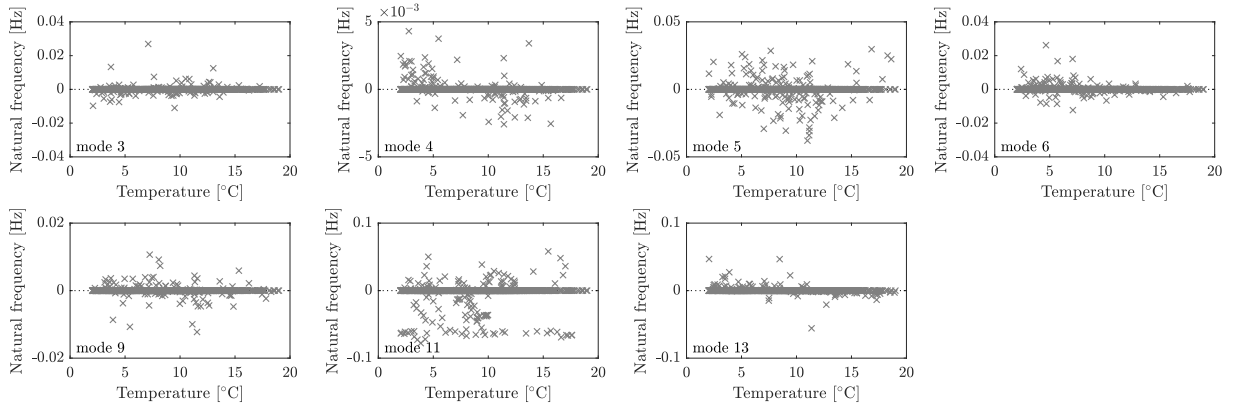 0.04
0.02
0
−0.02
−0.04
Natural frequency [Hz]
mode 3
0 5 10 15 20
Temperature [°C]
×10⁻³
5
0
−5
Natural frequency [Hz]
mode 4
0 5 10 15 20
Temperature [°C]
0.05
0
−0.05
Natural frequency [Hz]
mode 5
0 5 10 15 20
Temperature [°C]
0.04
0.02
0
−0.02
−0.04
Natural frequency [Hz]
mode 6
0 5 10 15 20
Temperature [°C]
0.02
0
−0.02
Natural frequency [Hz]
mode 9
0 5 10 15 20
Temperature [°C]
0.1
0
−0.1
Natural frequency [Hz]
mode 11
0 5 10 15 20
Temperature [°C]
0.1
0
−0.1
Natural frequency [Hz]
mode 13
0 5 10 15 20
Temperature [°C]